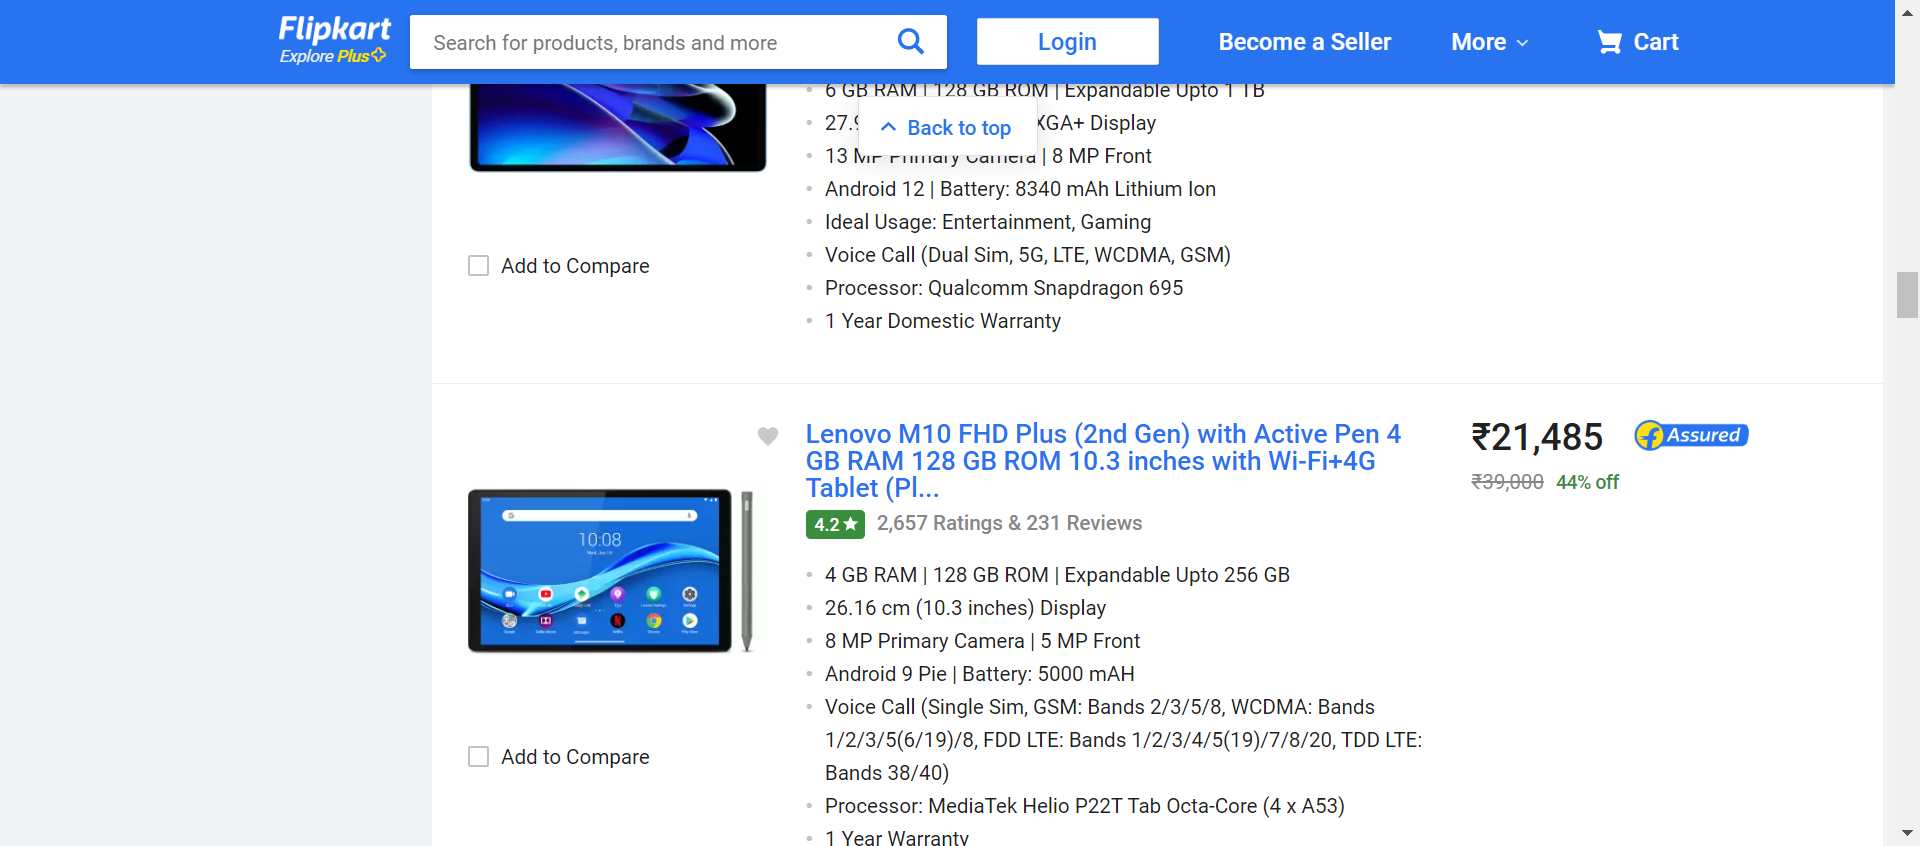 Flipkart
Explore Plus
Search for products, brands and more
Login
Become a Seller
More
Cart
6 GB RAM | 128 GB ROM | Expandable Upto 1 TB
XGA+ Display
Back to top
13 MP Primary Camera | 8 MP Front
Android 12 | Battery: 8340 mAh Lithium Ion
Ideal Usage: Entertainment, Gaming
Voice Call (Dual Sim, 5G, LTE, WCDMA, GSM)
Add to Compare
Processor: Qualcomm Snapdragon 695
1 Year Domestic Warranty
Lenovo M10 FHD Plus (2nd Gen) with Active Pen 4
GB RAM 128 GB ROM 10.3 inches with Wi-Fi+4G
Tablet (Pl...
4.2★ 2,657 Ratings & 231 Reviews
₹21,485
Assured
₹39,000 44% off
10:08
4 GB RAM | 128 GB ROM | Expandable Upto 256 GB
26.16 cm (10.3 inches) Display
8 MP Primary Camera | 5 MP Front
Android 9 Pie | Battery: 5000 mAH
Voice Call (Single Sim, GSM: Bands 2/3/5/8, WCDMA: Bands
1/2/3/5(6/19)/8, FDD LTE: Bands 1/2/3/4/5(19)/7/8/20, TDD LTE:
Bands 38/40)
Add to Compare
Processor: MediaTek Helio P22T Tab Octa-Core (4 x A53)
1 Year Warranty